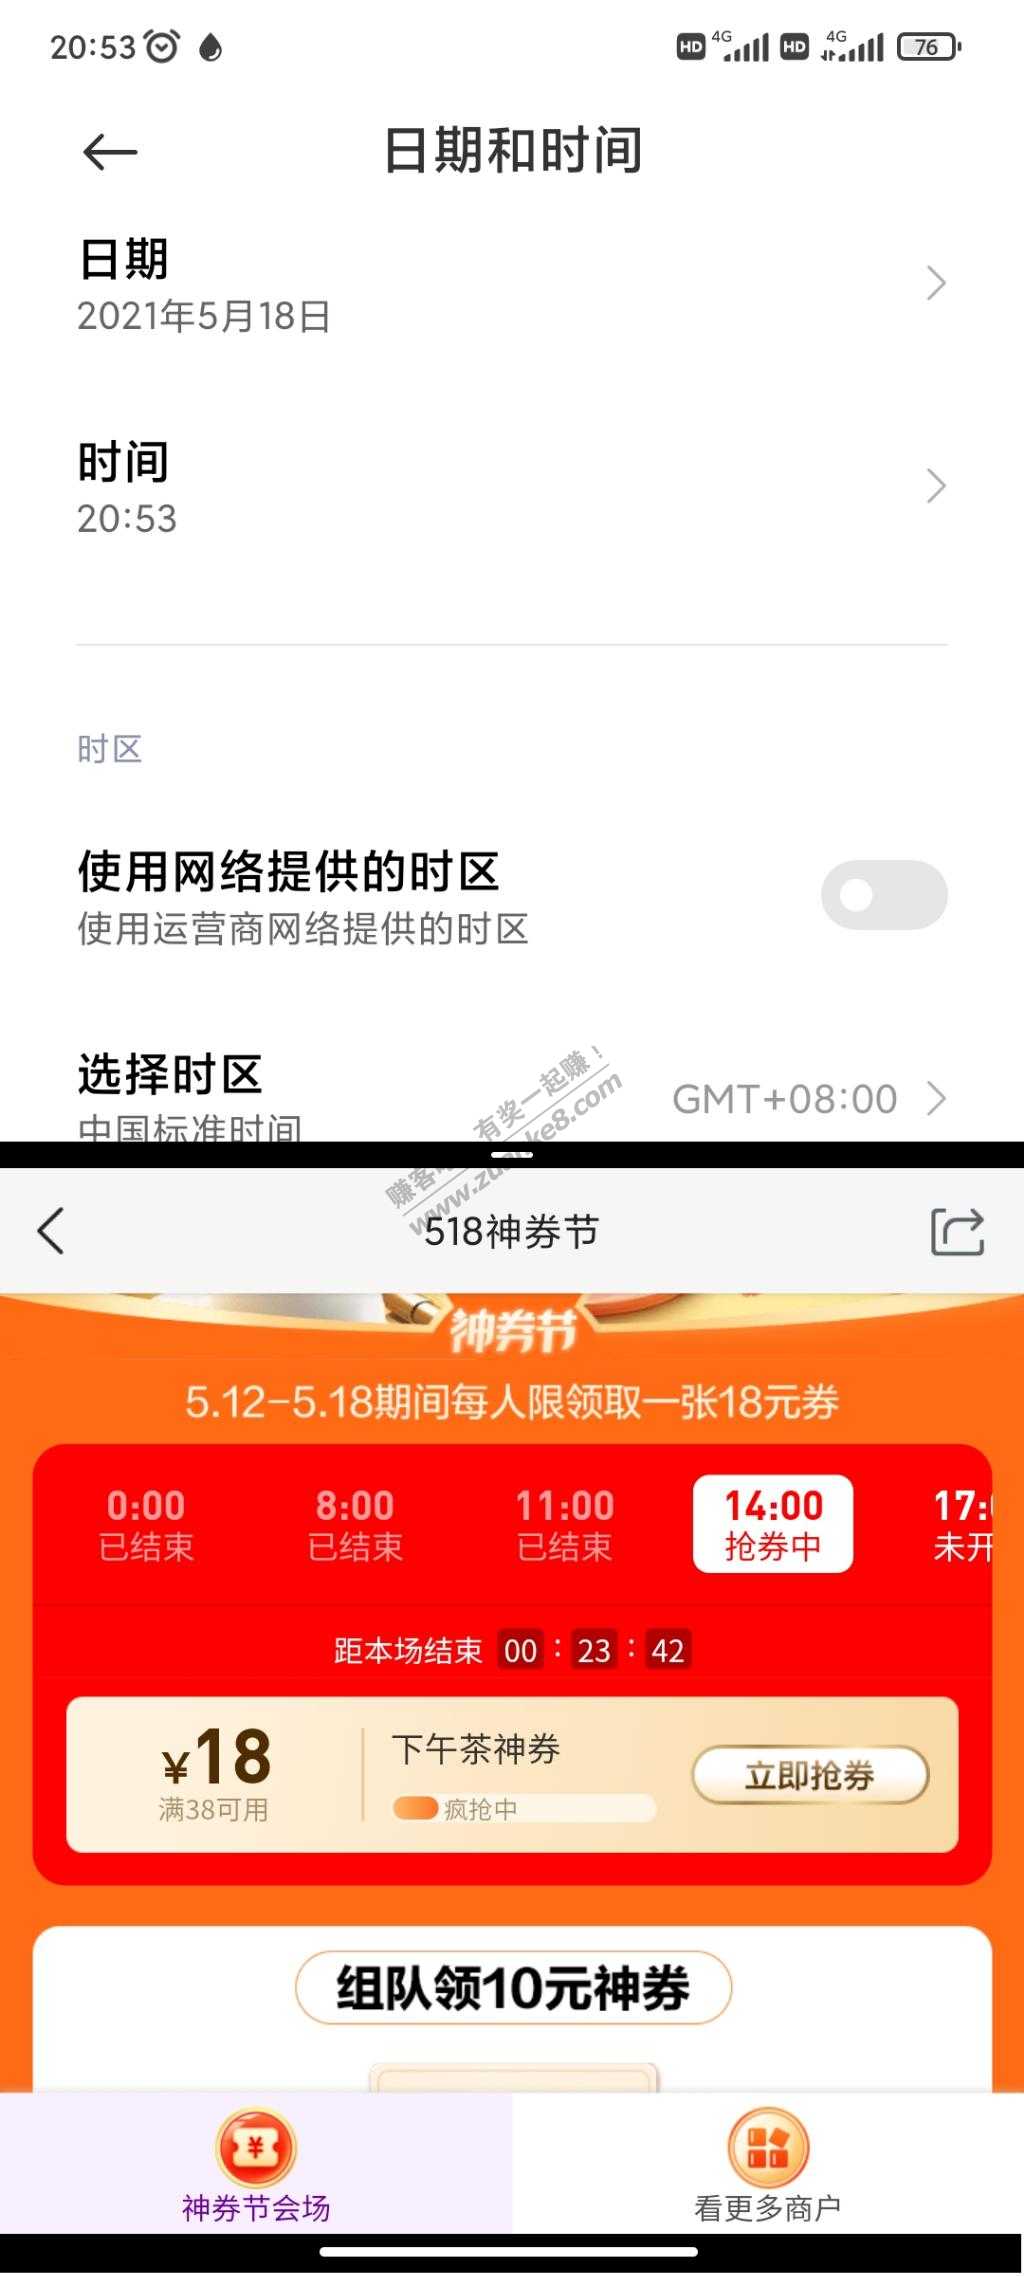 20:53 HD 4G HD 4G 76
日期和时间
日期
2021年5月18日
时间
20:53
时区
使用网络提供的时区
使用运营商网络提供的时区
选择时区
GMT+08:00
中国标准时间
有奖一起赚！
赚客
www.zuanke8.com
518神券节
神券节
5.12-5.18期间每人限领取一张18元券
0:00 8:00 11:00 14:00 17:
已结束 已结束 已结束 抢券中 未开
距本场结束 00 : 23 : 42
¥18
下午茶神券
立即抢券
满38可用
疯抢中
组队领10元神券
神券节会场 看更多商户